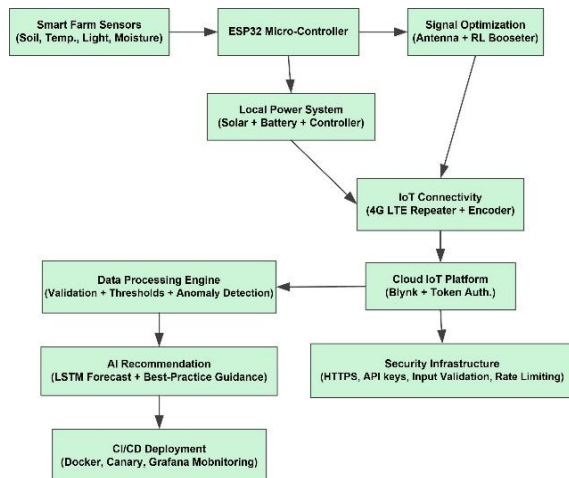 Smart Farm Sensors
(Soil, Temp., Light, Moisture)
ESP32 Micro-Controller
Signal Optimization
(Antenna + RL Booseter)
Local Power System
(Solar + Battery + Controller)
IoT Connectivity
(4G LTE Repeater + Encoder)
Data Processing Engine
(Validation + Thresholds + Anomaly Detection)
Cloud IoT Platform
(Blynk + Token Auth.)
AI Recommendation
(LSTM Forecast + Best-Practice Guidance)
Security Infrastructure
(HTTPS, API keys, Input Validation, Rate Limiting)
CI/CD Deployment
(Docker, Canary, Grafana Mobnitoring)